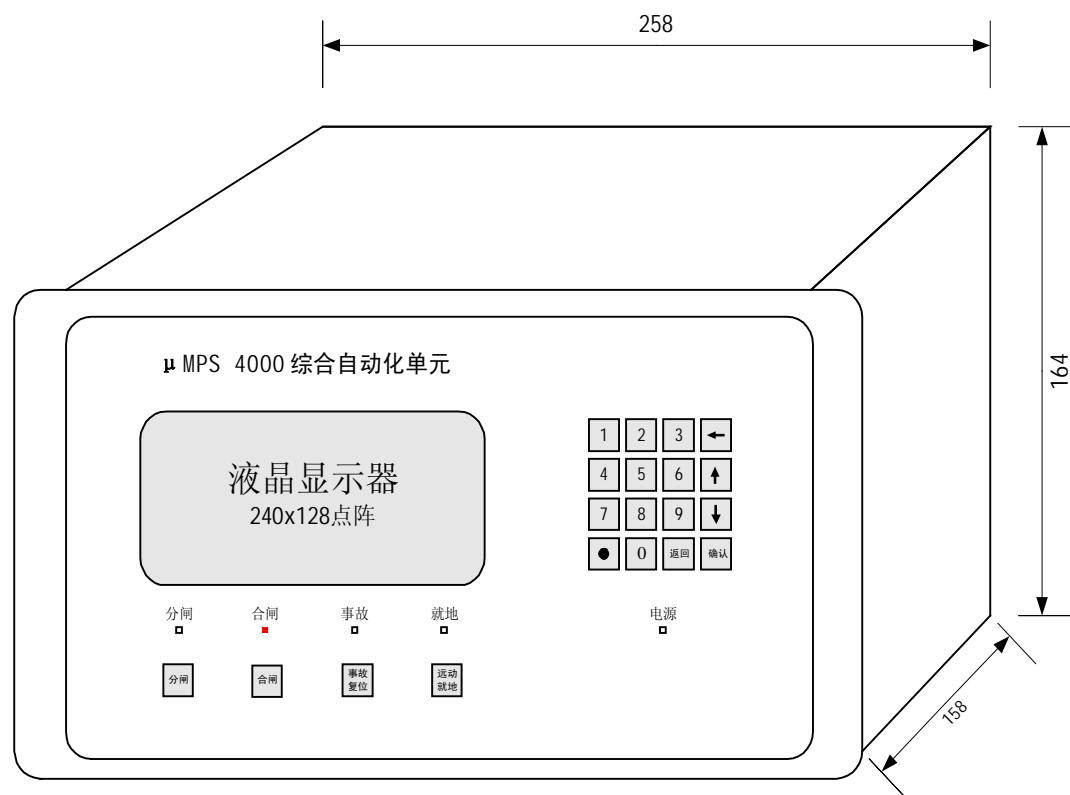 258
164
158
μ MPS 4000 综合自动化单元
液晶显示器
240x128点阵
1 2 3 ←
4 5 6 ↑
7 8 9 ↓
● 0 返回 确认
分闸 合闸 事故 就地 电源
分闸 合闸 事故复位 远动就地